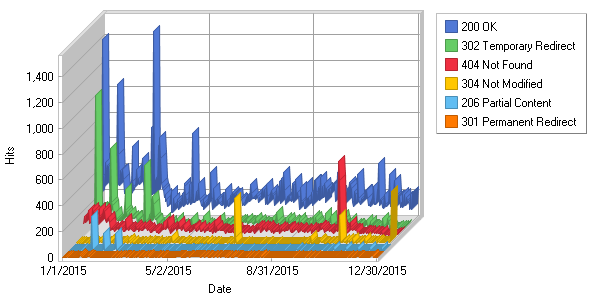 Hits
1,400
1,200
1,000
800
600
400
200
0
1/1/2015
5/2/2015
8/31/2015
12/30/2015
Date
200 OK
302 Temporary Redirect
404 Not Found
304 Not Modified
206 Partial Content
301 Permanent Redirect